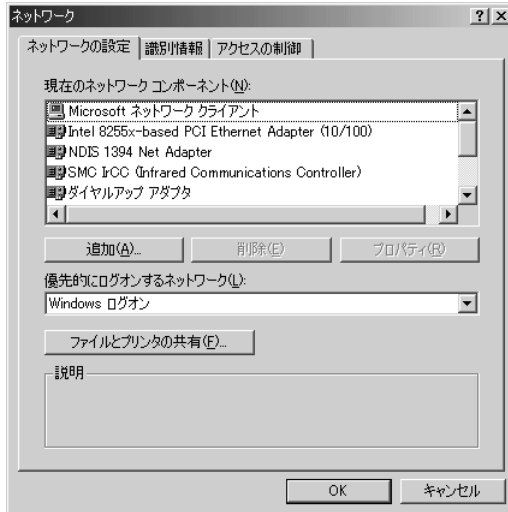 ネットワーク
ネットワークの設定 識別情報 アクセスの制御
現在のネットワーク コンポーネント(N):
Microsoft ネットワーク クライアント
Intel 8255x-based PCI Ethernet Adapter (10/100)
NDIS 1394 Net Adapter
SMC IrCC (Infrared Communications Controller)
ダイヤルアップ アダプタ
追加(A)... 削除(E) プロパティ(R)
優先的にログオンするネットワーク(L):
Windows ログオン
ファイルとプリンタの共有(F)...
説明
OK キャンセル